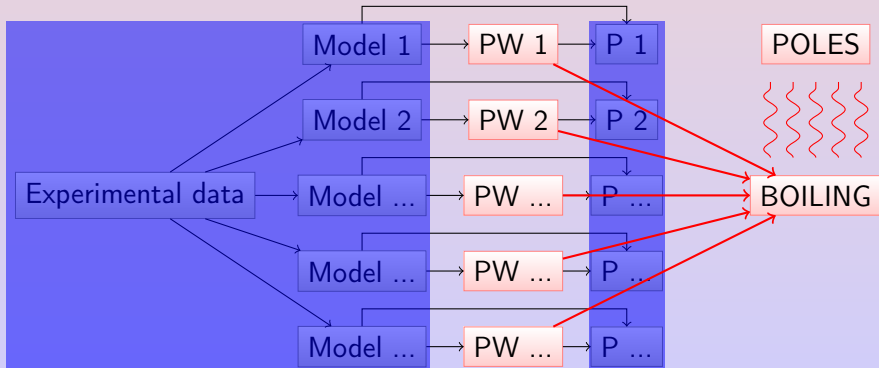 Model 1 PW 1 P 1 POLES
Model 2 PW 2 P 2
Experimental data Model ... PW ... P ... BOILING
Model ... PW ... P ...
Model ... PW ... P ...